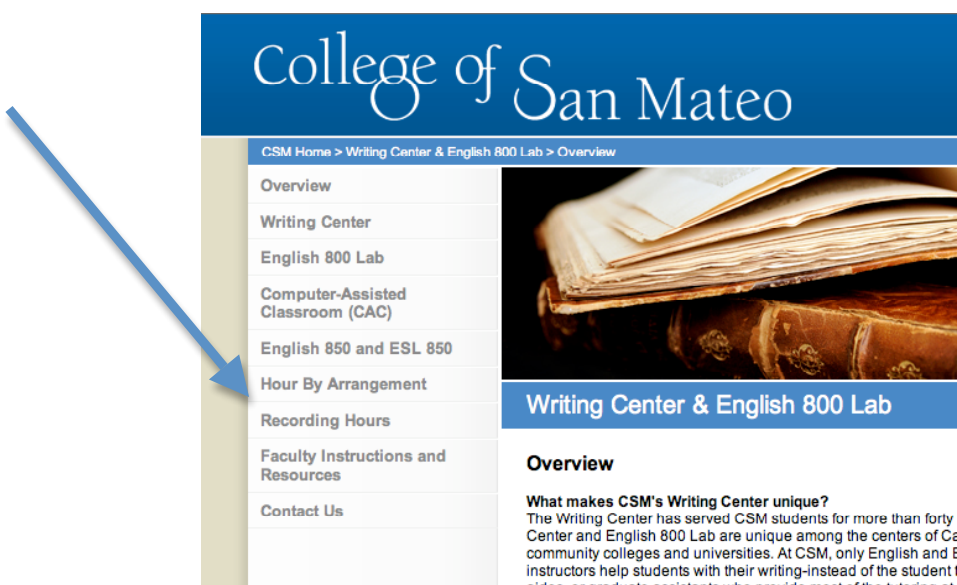 College of San Mateo
CSM Home > Writing Center & English 800 Lab > Overview
Overview
Writing Center
English 800 Lab
Computer-Assisted
Classroom (CAC)
English 850 and ESL 850
Hour By Arrangement
Recording Hours
Faculty Instructions and
Resources
Contact Us
Writing Center & English 800 Lab
Overview
What makes CSM's Writing Center unique?
The Writing Center has served CSM students for more than forty
Center and English 800 Lab are unique among the centers of Ca
community colleges and universities. At CSM, only English and E
instructors help students with their writing-instead of the student t